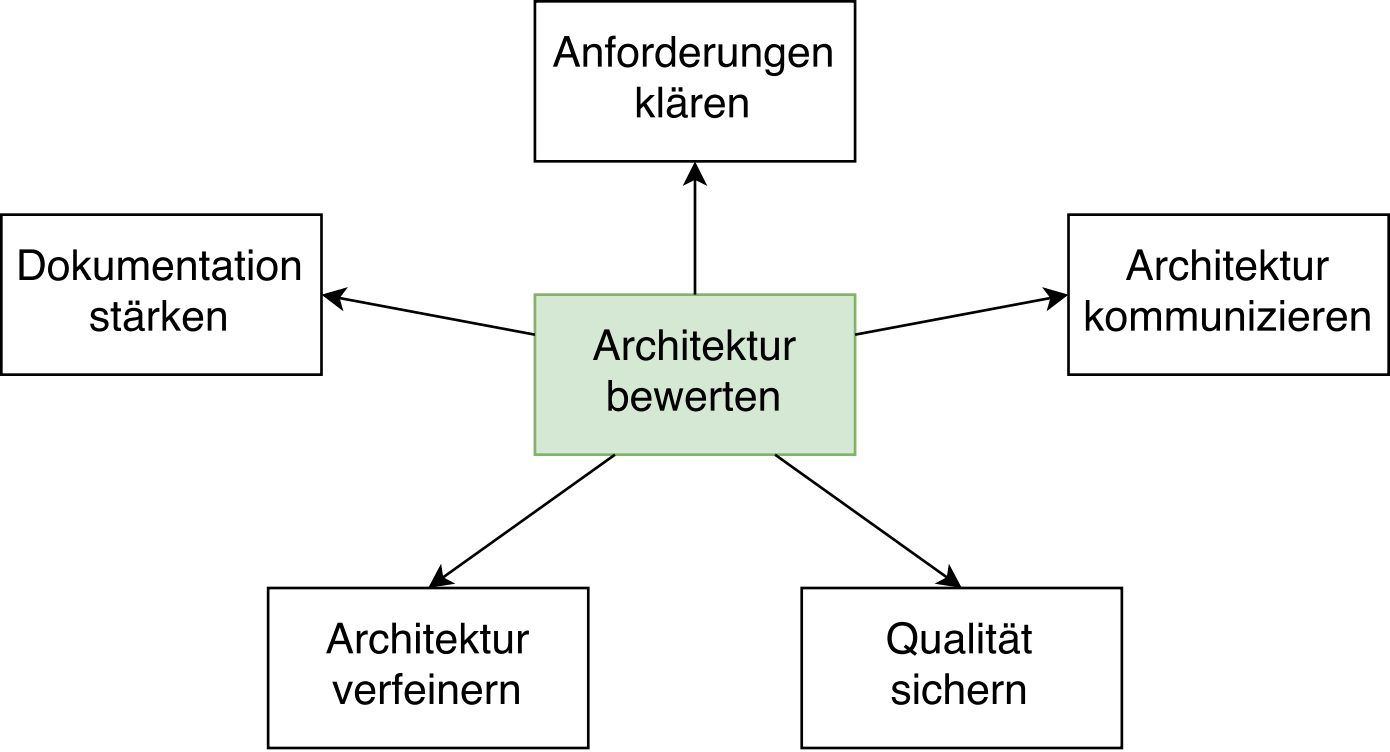 Anforderungen
klären
Dokumentation
stärken
Architektur
kommunizieren
Architektur
bewerten
Architektur
verfeinern
Qualität
sichern